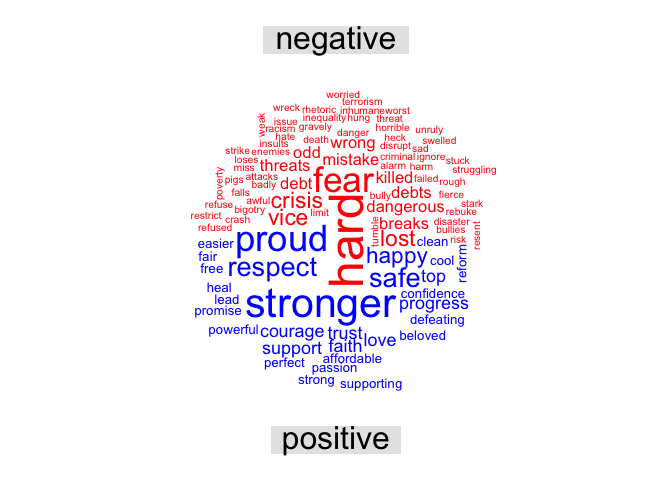 negative
worried
terrorism
wreck rhetoric inhumane worst
weak issue inequality hung threat
racism gravely horrible unruly
hate death danger heck swelled
insults wrong disrupt sad
strike enemies odd mistake criminal ignore
loses threats alarm harm stuck
miss fear killed failed struggling
poverty pigs attacks debt rough
badly bully debts fierce
falls awful crisis hard dangerous stark
refuse bigotry vice limit rebuke
restrict crash tumble breaks disaster
refused lost bullies
risk resent
easier proud happy clean reform
fair cool
free respect safe top
heal confidence
lead stronger progress
promise defeating
powerful courage trust love beloved
support faith
perfect affordable
passion
strong supporting
positive